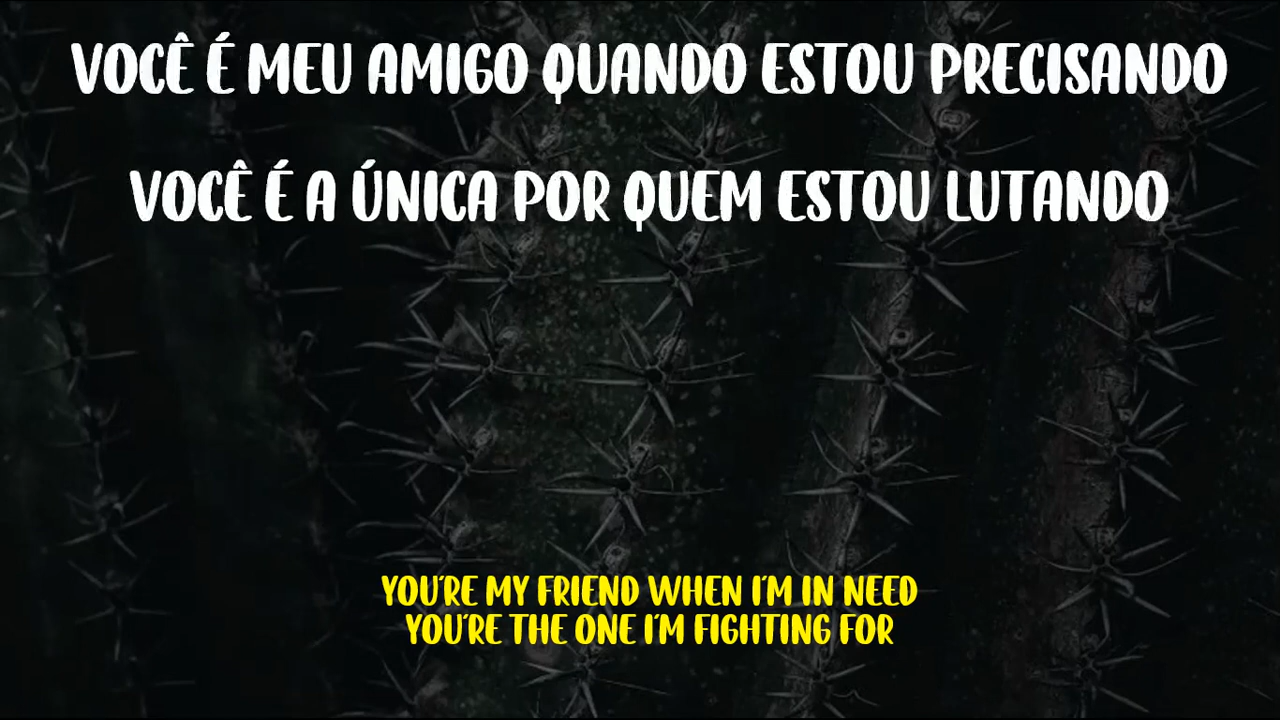 VOCÊ É MEU AMIGO QUANDO ESTOU PRECISANDO
VOCÊ É A ÚNICA POR QUEM ESTOU LUTANDO
YOU'RE MY FRIEND WHEN I'M IN NEED
YOU'RE THE ONE I'M FIGHTING FOR